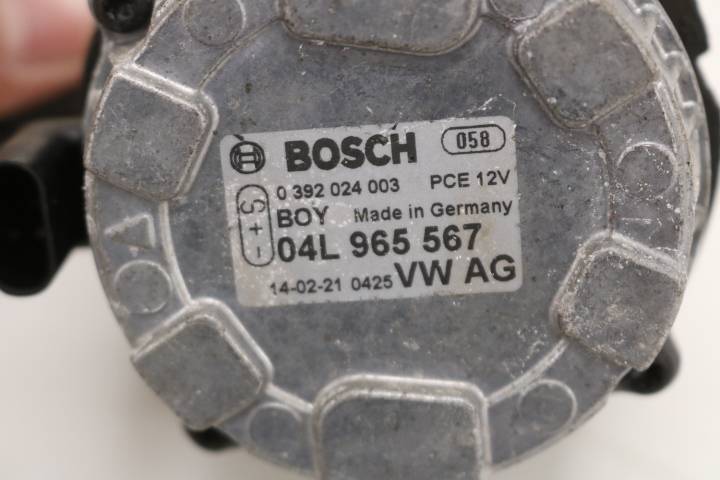 BOSCH 058
0 392 024 003 PCE 12V
BOY Made in Germany
S + -
04L 965 567
14-02-21 0425 VW AG